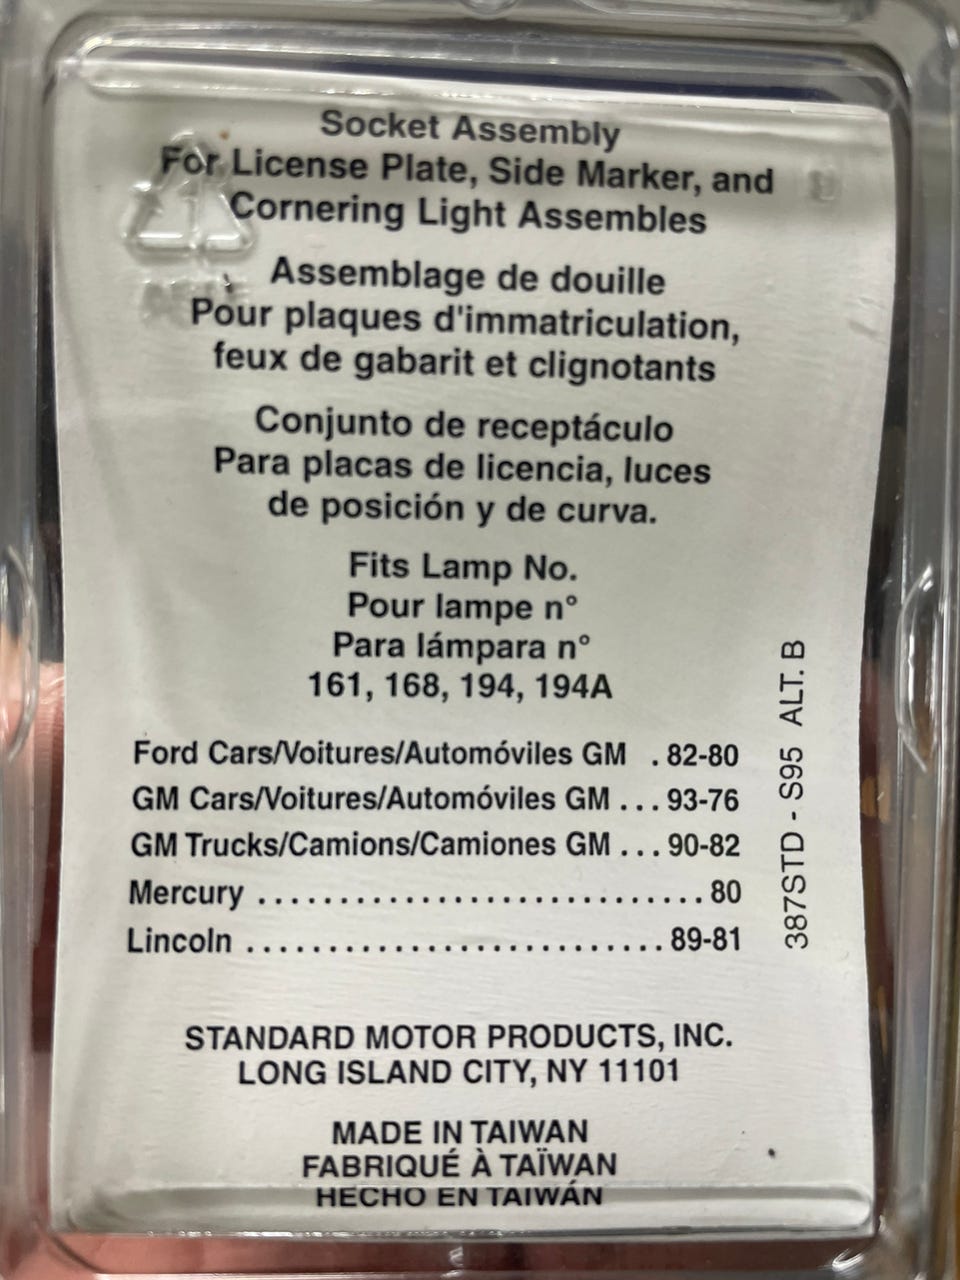 Socket Assembly
For License Plate, Side Marker, and
Cornering Light Assembles
Assemblage de douille
Pour plaques d'immatriculation,
feux de gabarit et clignotants
Conjunto de receptáculo
Para placas de licencia, luces
de posición y de curva.
Fits Lamp No.
Pour lampe n°
Para lámpara n°
161, 168, 194, 194A
Ford Cars/Voitures/Automóviles GM . 82-80
GM Cars/Voitures/Automóviles GM ... 93-76
GM Trucks/Camions/Camiones GM ... 90-82
Mercury ............................. 80
Lincoln ........................... 89-81
387STD - S95 ALT. B
STANDARD MOTOR PRODUCTS, INC.
LONG ISLAND CITY, NY 11101
MADE IN TAIWAN
FABRIQUÉ À TAÏWAN
HECHO EN TAIWÁN